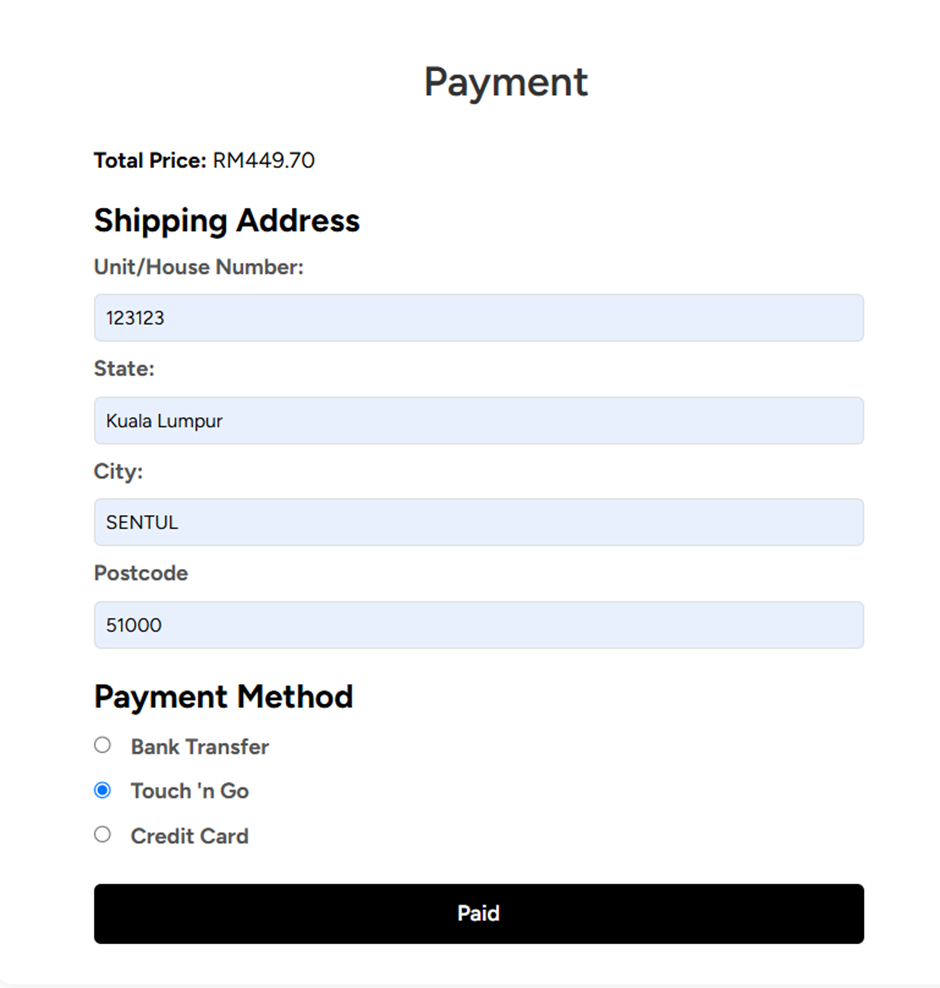 Payment
Total Price: RM449.70
Shipping Address
Unit/House Number:
123123
State:
Kuala Lumpur
City:
SENTUL
Postcode
51000
Payment Method
Bank Transfer
Touch 'n Go
Credit Card
Paid